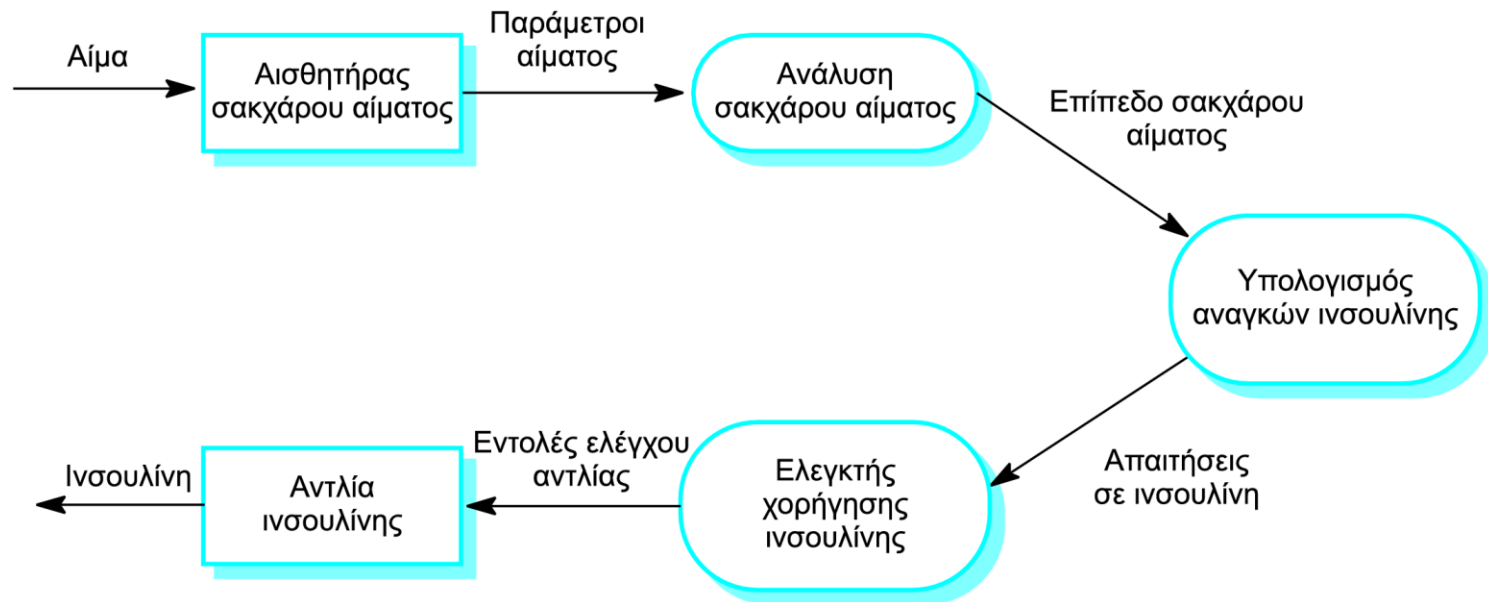 Αίμα
Αισθητήρας
σακχάρου αίματος
Παράμετροι
αίματος
Ανάλυση
σακχάρου αίματος
Επίπεδο σακχάρου
αίματος
Υπολογισμός
αναγκών ινσουλίνης
Απαιτήσεις
σε ινσουλίνη
Ελεγκτής
χορήγησης
ινσουλίνης
Εντολές ελέγχου
αντλίας
Αντλία
ινσουλίνης
Ινσουλίνη